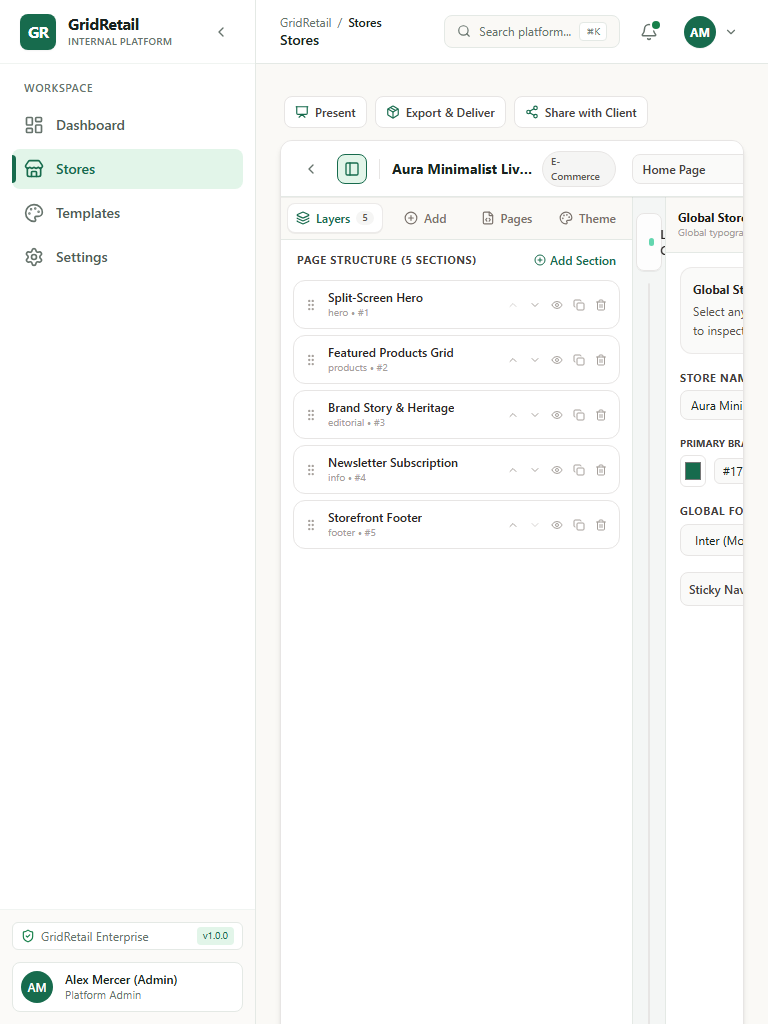 GR
GridRetail
INTERNAL PLATFORM
WORKSPACE
Dashboard
Stores
Templates
Settings
GridRetail Enterprise
v1.0.0
AM
Alex Mercer (Admin)
Platform Admin
GridRetail / Stores
Stores
Search platform...
⌘K
AM
Present
Export & Deliver
Share with Client
Aura Minimalist Liv...
E-
Commerce
Home Page
Layers 5
Add
Pages
Theme
PAGE STRUCTURE (5 SECTIONS)
Add Section
Split-Screen Hero
hero • #1
Featured Products Grid
products • #2
Brand Story & Heritage
editorial • #3
Newsletter Subscription
info • #4
Storefront Footer
footer • #5
Global Store
Global typogra
Global St
Select any
to inspect
STORE NAM
Aura Mini
PRIMARY BRA
#17
GLOBAL FO
Inter (Mo
Sticky Nav